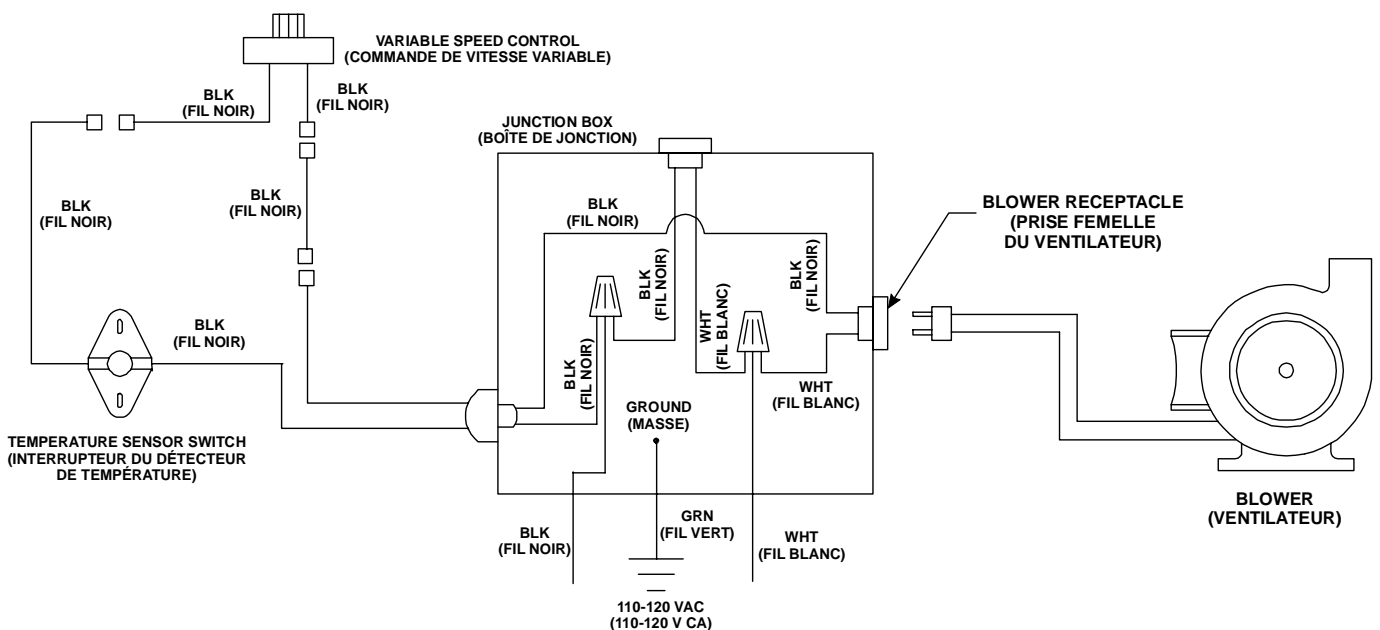 VARIABLE SPEED CONTROL
(COMMANDE DE VITESSE VARIABLE)
BLK
(FIL NOIR)
BLK
(FIL NOIR)
JUNCTION BOX
(BOÎTE DE JONCTION)
BLK
(FIL NOIR)
BLK
(FIL NOIR)
BLK
(FIL NOIR)
BLOWER RECEPTACLE
(PRISE FEMELLE
DU VENTILATEUR)
BLK
(FIL NOIR)
BLK
(FIL NOIR)
WHT
(FIL BLANC)
BLK
(FIL NOIR)
BLK
(FIL NOIR)
WHT
(FIL BLANC)
GROUND
(MASSE)
TEMPERATURE SENSOR SWITCH
(INTERRUPTEUR DU DÉTECTEUR
DE TEMPÉRATURE)
BLOWER
(VENTILATEUR)
BLK
(FIL NOIR)
GRN
(FIL VERT)
WHT
(FIL BLANC)
110-120 VAC
(110-120 V CA)